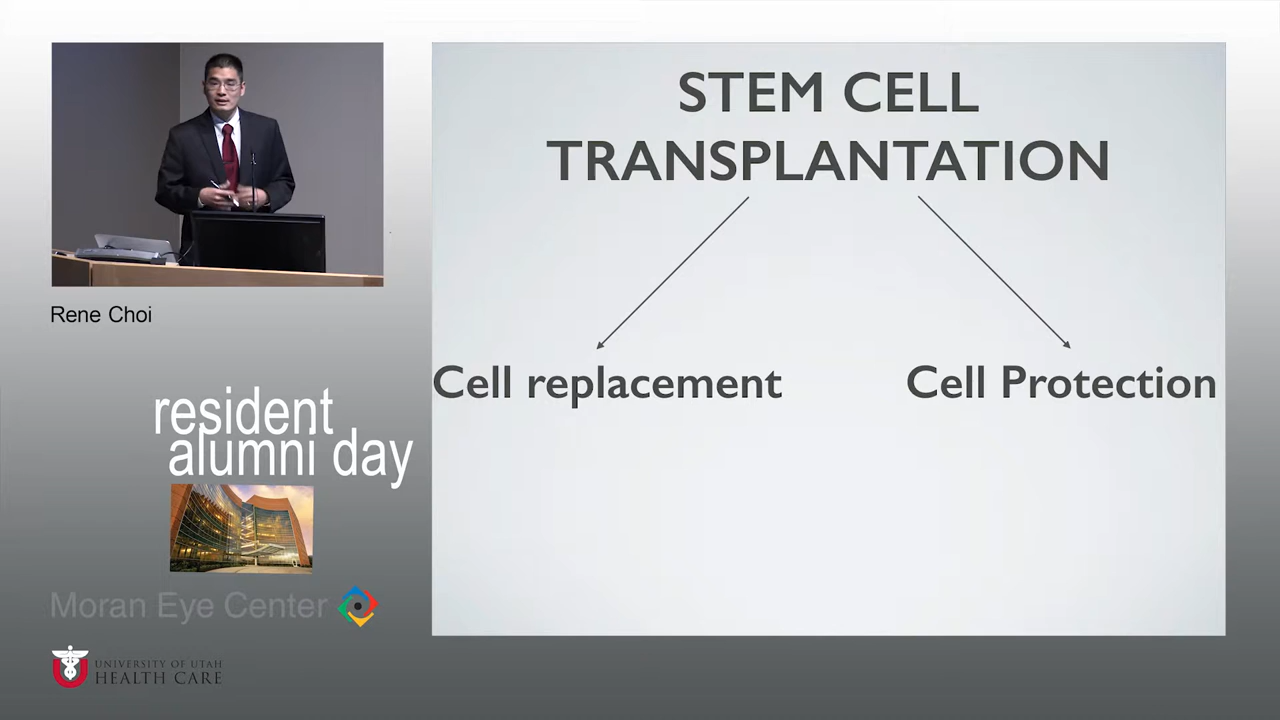 STEM CELL
TRANSPLANTATION
Cell replacement
Cell Protection
Rene Choi
resident
alumni day
Moran Eye Center
UNIVERSITY OF UTAH
HEALTH CARE